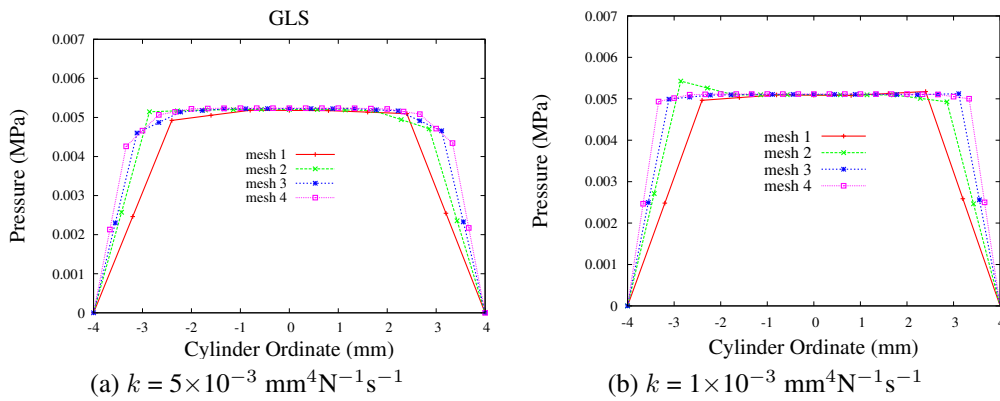 GLS
Pressure (MPa)
0.007
0.006
0.005
0.004
0.003
0.002
0.001
0
mesh 1
mesh 2
mesh 3
mesh 4
-4 -3 -2 -1 0 1 2 3 4
Cylinder Ordinate (mm)
(a) k = 5×10⁻³ mm⁴N⁻¹s⁻¹
Pressure (MPa)
0.007
0.006
0.005
0.004
0.003
0.002
0.001
0
mesh 1
mesh 2
mesh 3
mesh 4
-4 -3 -2 -1 0 1 2 3 4
Cylinder Ordinate (mm)
(b) k = 1×10⁻³ mm⁴N⁻¹s⁻¹